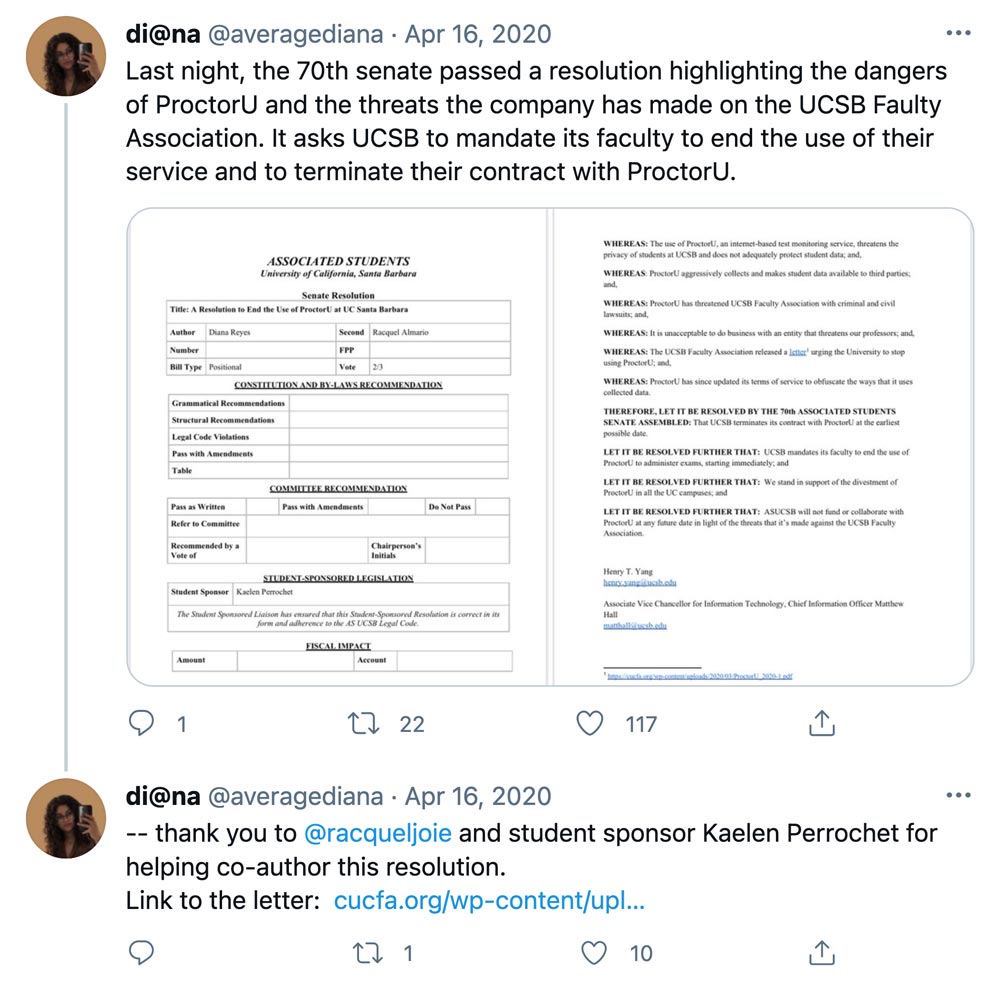 di@na @averagediana · Apr 16, 2020
Last night, the 70th senate passed a resolution highlighting the dangers
of ProctorU and the threats the company has made on the UCSB Faulty
Association. It asks UCSB to mandate its faculty to end the use of their
service and to terminate their contract with ProctorU.
ASSOCIATED STUDENTS
University of California, Santa Barbara
Senate Resolution
Title: A Resolution to End the Use of ProctorU at UC Santa Barbara
Author Diana Reyes Second Racquel Almario
Number FPP
Bill Type Positional Vote 2/3
CONSTITUTION AND BY-LAWS RECOMMENDATION
Grammatical Recommendations
Structural Recommendations
Legal Code Violations
Pass with Amendments
Table
COMMITTEE RECOMMENDATION
Pass as Written Pass with Amendments Do Not Pass
Refer to Committee
Recommended by a Chairperson's
Vote of Initials
STUDENT-SPONSORED LEGISLATION
Student Sponsor Kaelen Perrochet
The Student Sponsored Liaison has ensured that this Student-Sponsored Resolution is correct in its
form and adherence to the AS UCSB Legal Code.
FISCAL IMPACT
Amount Account
WHEREAS: The use of ProctorU, an internet-based test monitoring service, threatens the
privacy of students at UCSB and does not adequately protect student data; and,
WHEREAS: ProctorU aggressively collects and makes student data available to third parties;
and,
WHEREAS: ProctorU has threatened UCSB Faculty Association with criminal and civil
lawsuits; and,
WHEREAS: It is unacceptable to do business with an entity that threatens our professors; and,
WHEREAS: The UCSB Faculty Association released a letter¹ urging the University to stop
using ProctorU; and,
WHEREAS: ProctorU has since updated its terms of service to obfuscate the ways that it uses
collected data.
THEREFORE, LET IT BE RESOLVED BY THE 70th ASSOCIATED STUDENTS
SENATE ASSEMBLED: That UCSB terminates its contract with ProctorU at the earliest
possible date.
LET IT BE RESOLVED FURTHER THAT: UCSB mandates its faculty to end the use of
ProctorU to administer exams, starting immediately; and
LET IT BE RESOLVED FURTHER THAT: We stand in support of the divestment of
ProctorU in all the UC campuses; and
LET IT BE RESOLVED FURTHER THAT: ASUCSB will not fund or collaborate with
ProctorU at any future date in light of the threats that it's made against the UCSB Faculty
Association.
Henry T. Yang
henry.yang@ucsb.edu
Associate Vice Chancellor for Information Technology, Chief Information Officer Matthew
Hall
matthall@ucsb.edu
¹ https://cucfa.org/wp-content/uploads/2020/03/ProctorU_2020-1.pdf
1 22 117
di@na @averagediana · Apr 16, 2020
-- thank you to @racqueljoie and student sponsor Kaelen Perrochet for
helping co-author this resolution.
Link to the letter: cucfa.org/wp-content/upl...
1 10